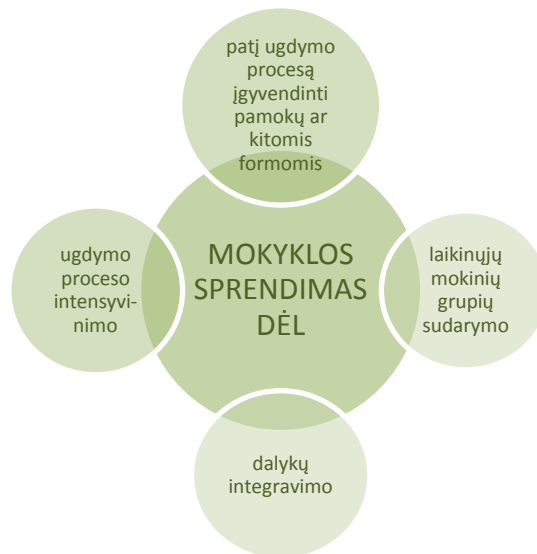 patį ugdymo
procesą
įgyvendinti
pamokų ar
kitomis
formomis
MOKYKLOS
SPRENDIMAS
DĖL
ugdymo
proceso
intensyvi-
nimo
laikinųjų
mokinių
grupių
sudarymo
dalykų
integravimo